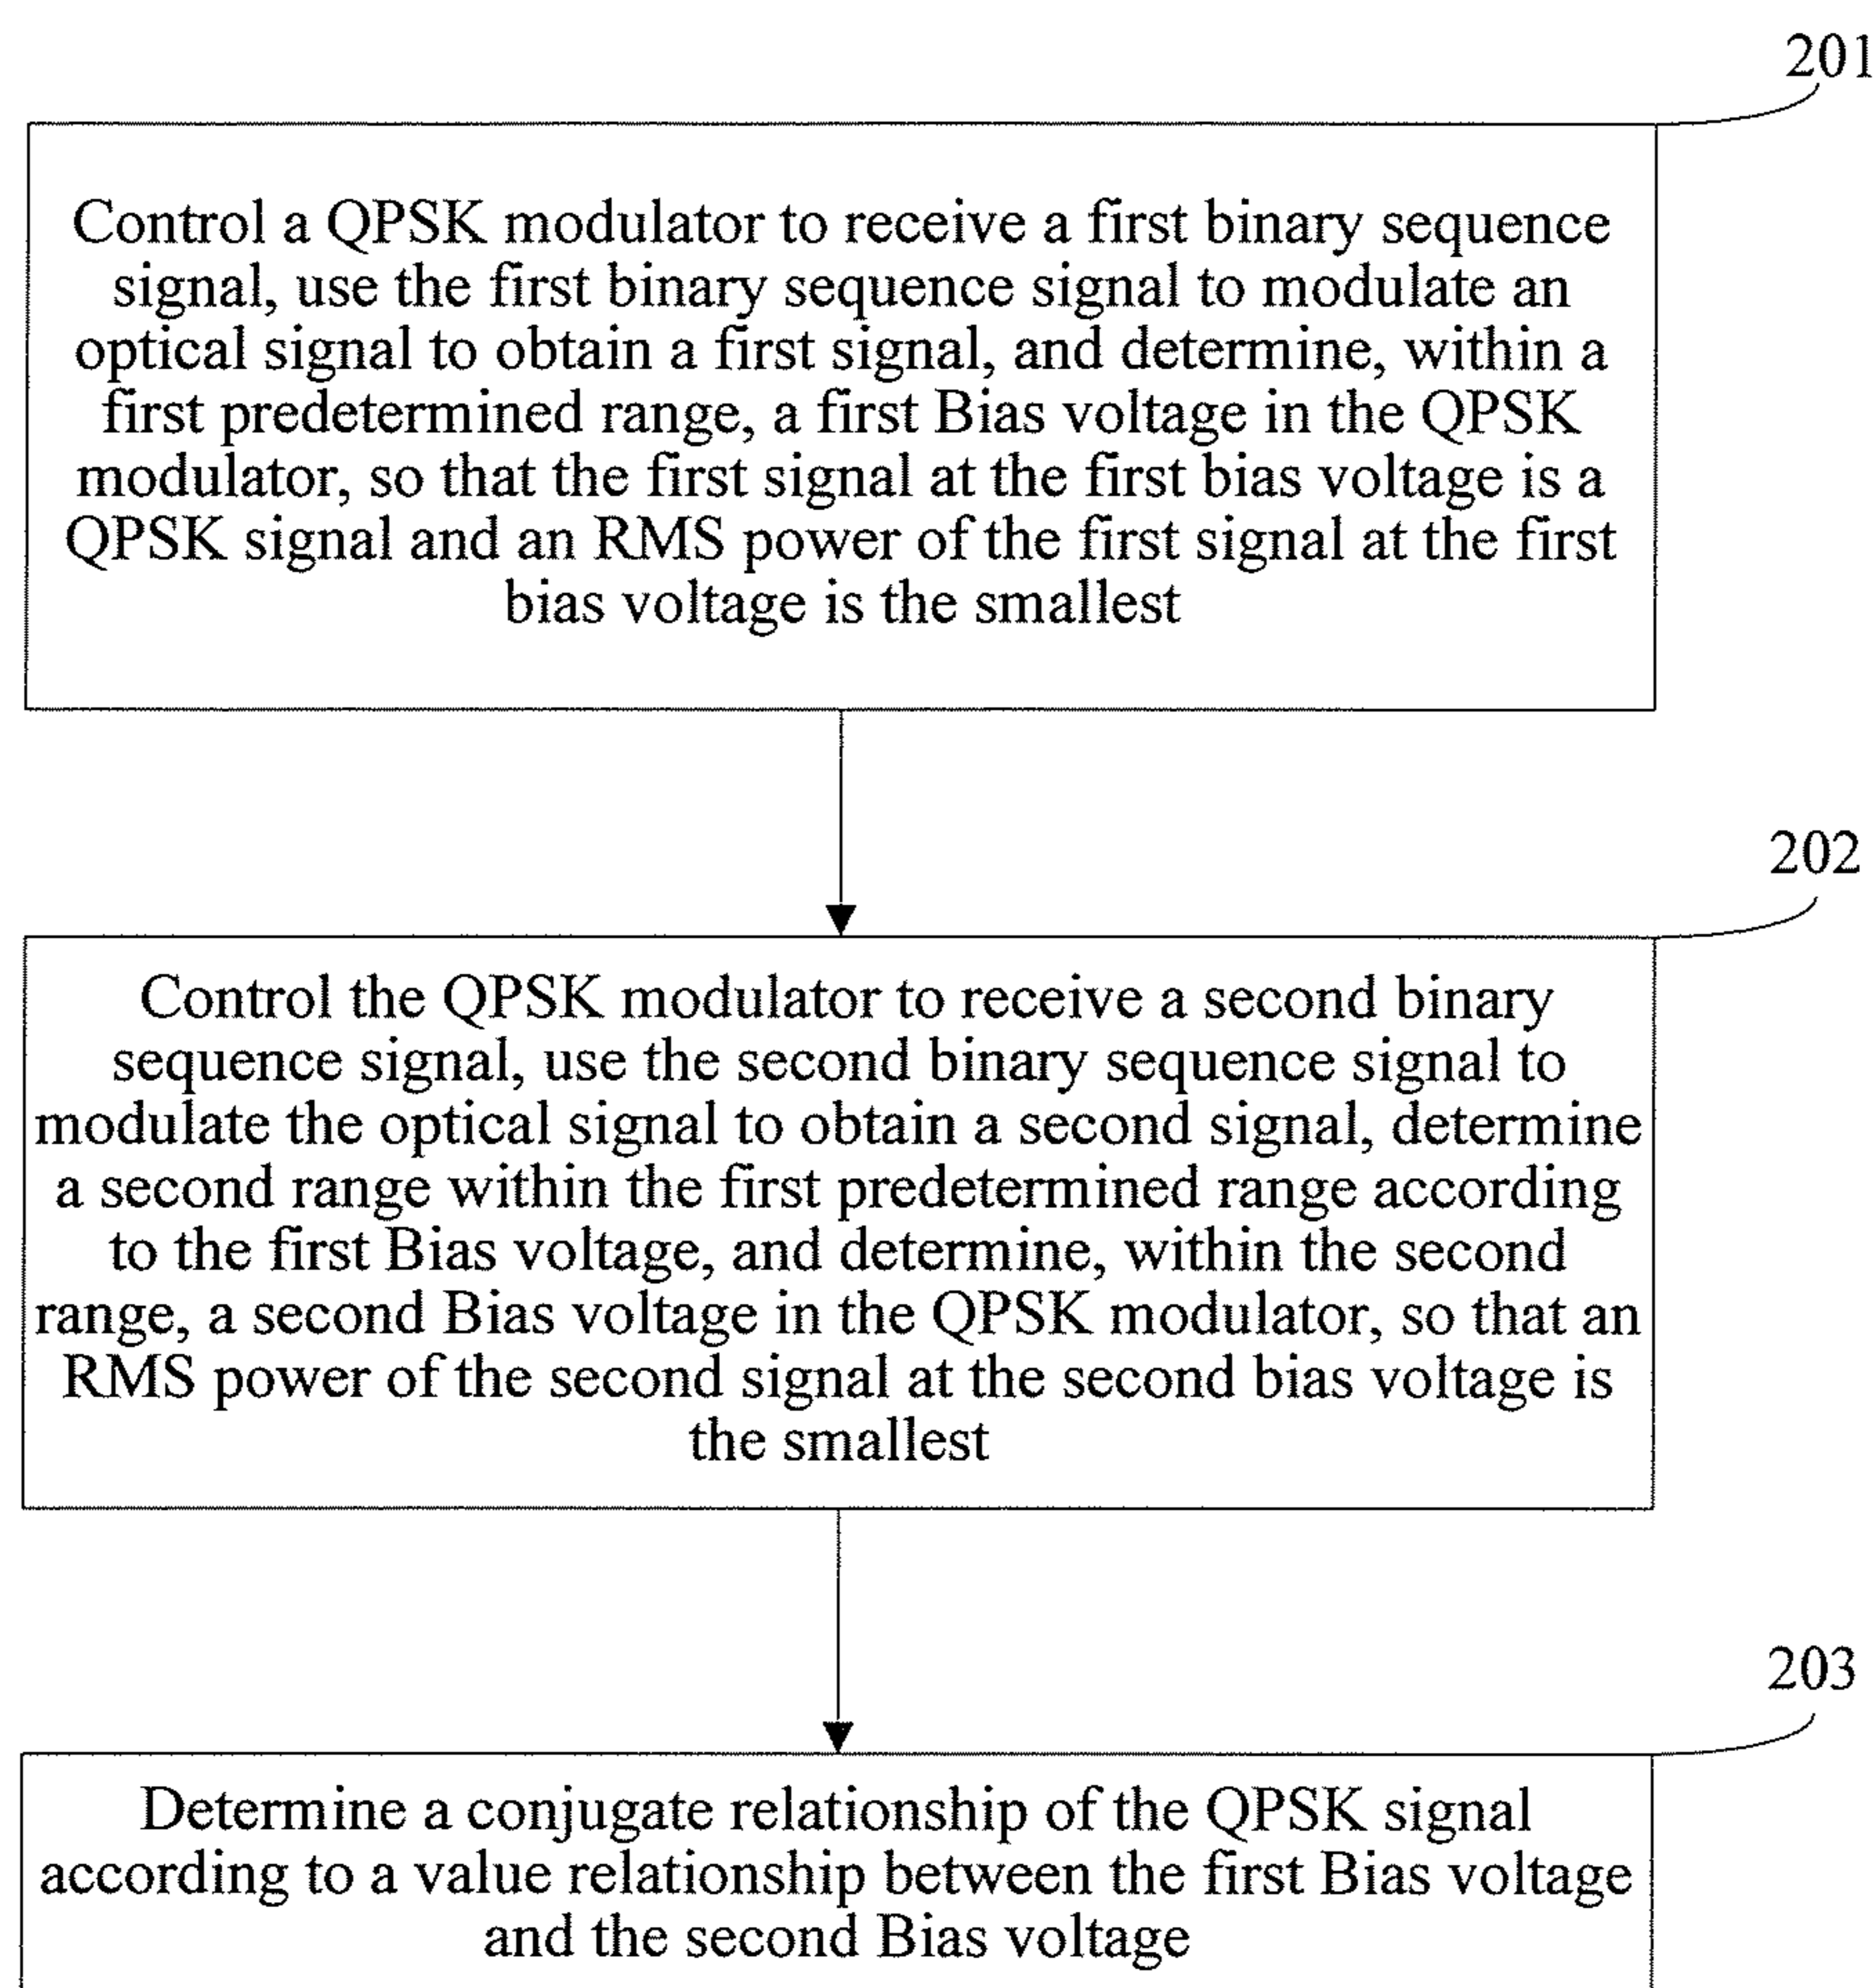 201
Control a QPSK modulator to receive a first binary sequence
signal, use the first binary sequence signal to modulate an
optical signal to obtain a first signal, and determine, within a
first predetermined range, a first Bias voltage in the QPSK
modulator, so that the first signal at the first bias voltage is a
QPSK signal and an RMS power of the first signal at the first
bias voltage is the smallest
202
Control the QPSK modulator to receive a second binary
sequence signal, use the second binary sequence signal to
modulate the optical signal to obtain a second signal, determine
a second range within the first predetermined range according
to the first Bias voltage, and determine, within the second
range, a second Bias voltage in the QPSK modulator, so that an
RMS power of the second signal at the second bias voltage is
the smallest
203
Determine a conjugate relationship of the QPSK signal
according to a value relationship between the first Bias voltage
and the second Bias voltage